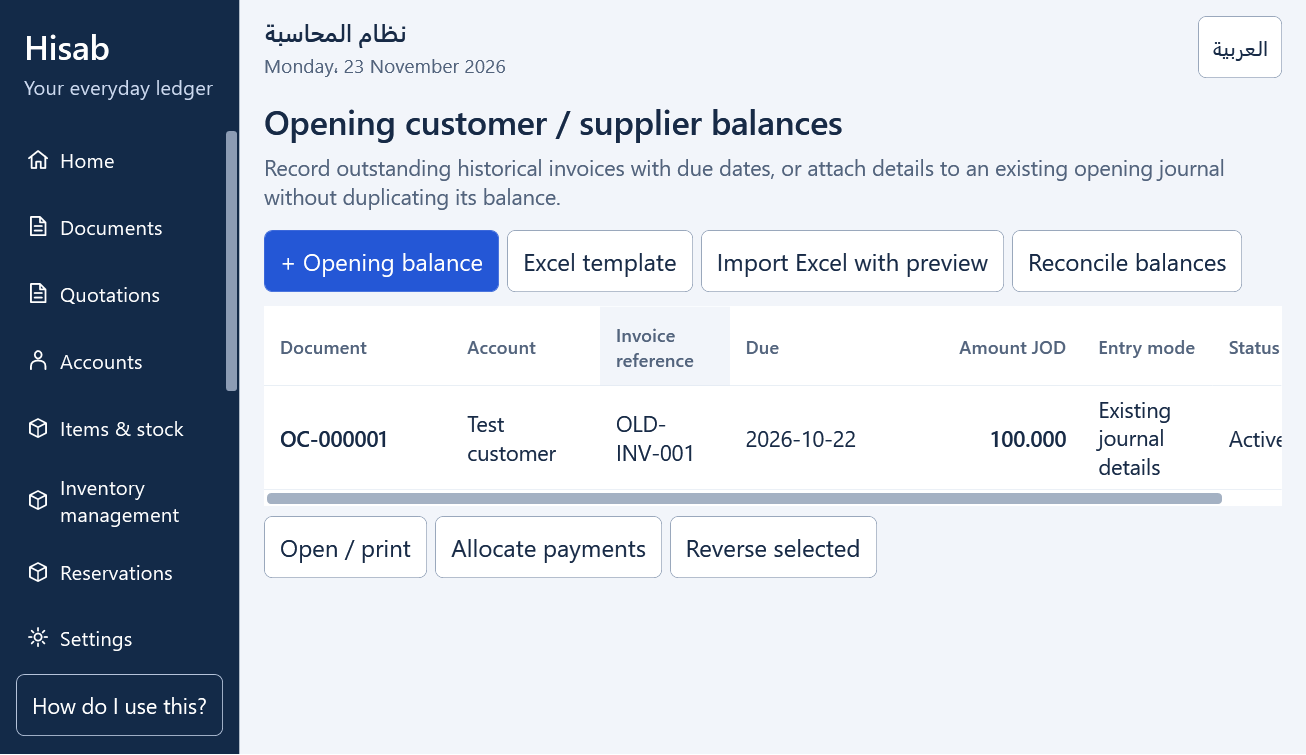 Hisab
Your everyday ledger
Home
Documents
Quotations
Accounts
Items & stock
Inventory
management
Reservations
Settings
How do I use this?
نظام المحاسبة
Monday، 23 November 2026
العربية
Opening customer / supplier balances
Record outstanding historical invoices with due dates, or attach details to an existing opening journal
without duplicating its balance.
+ Opening balance
Excel template
Import Excel with preview
Reconcile balances
Document
Account
Invoice
reference
Due
Amount JOD
Entry mode
Status
OC-000001
Test
customer
OLD-
INV-001
2026-10-22
100.000
Existing
journal
details
Active
Open / print
Allocate payments
Reverse selected